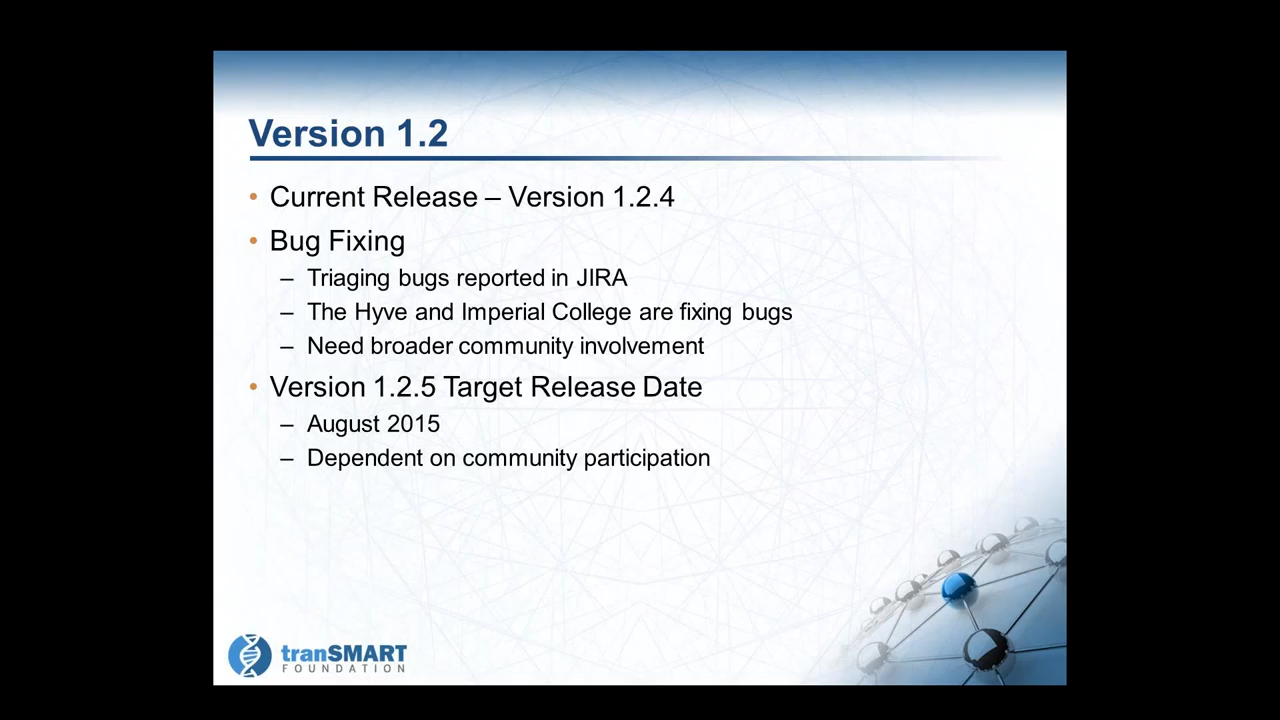 Version 1.2
• Current Release – Version 1.2.4
• Bug Fixing
– Triaging bugs reported in JIRA
– The Hyve and Imperial College are fixing bugs
– Need broader community involvement
• Version 1.2.5 Target Release Date
– August 2015
– Dependent on community participation
tranSMART
FOUNDATION